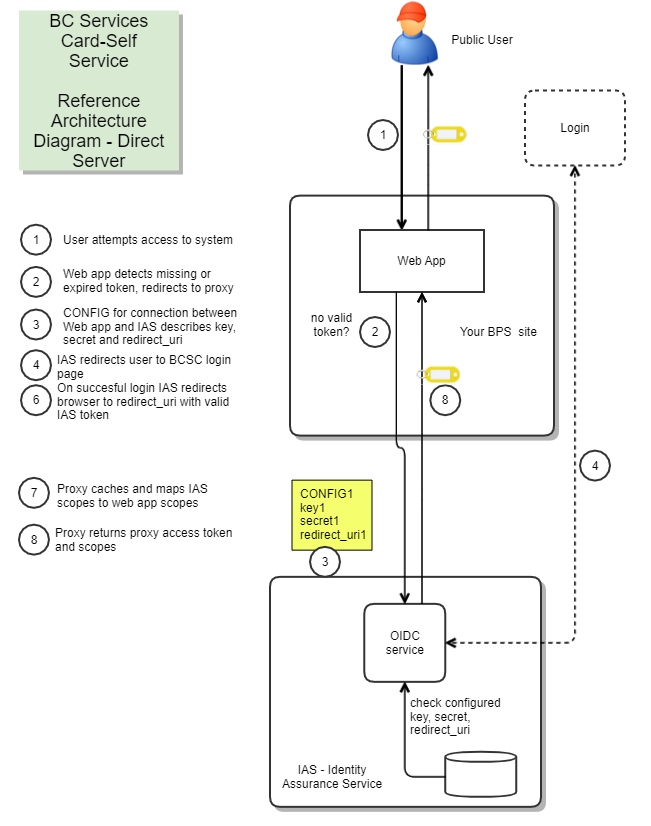 BC Services
Card-Self
Service
Reference
Architecture
Diagram - Direct
Server
Public User
1
Login
Web App
no valid
token?
2
Your BPS site
8
1
User attempts access to system
2
Web app detects missing or
expired token, redirects to proxy
3
CONFIG for connection between
Web app and IAS describes key,
secret and redirect_uri
4
IAS redirects user to BCSC login
page
6
On succesful login IAS redirects
browser to redirect_uri with valid
IAS token
4
7
Proxy caches and maps IAS
scopes to web app scopes
8
Proxy returns proxy access token
and scopes
CONFIG1
key1
secret1
redirect_uri1
3
OIDC
service
check configured
key, secret,
redirect_uri
IAS - Identity
Assurance Service